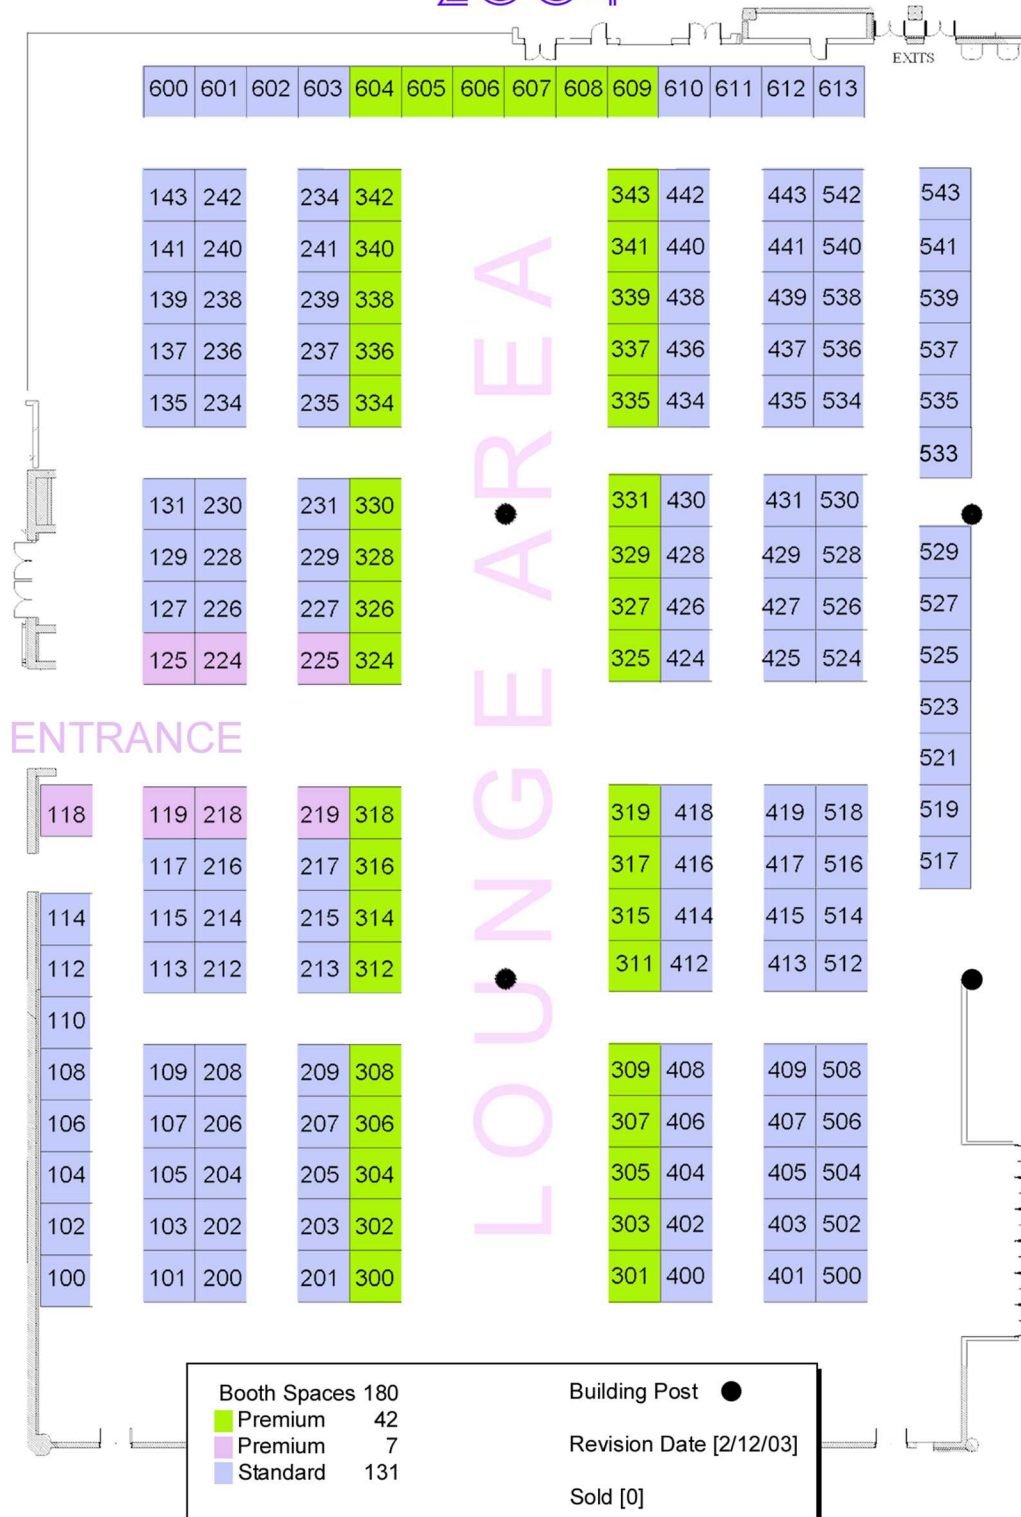 2004
EXITS
600 601 602 603 604 605 606 607 608 609 610 611 612 613
143 242 234 342 343 442 443 542 543
141 240 241 340 341 440 441 540 541
139 238 239 338 339 438 439 538 539
137 236 237 336 337 436 437 536 537
135 234 235 334 335 434 435 534 535
533
131 230 231 330 331 430 431 530
129 228 229 328 329 428 429 528 529
127 226 227 326 327 426 427 526 527
125 224 225 324 325 424 425 524 525
523
ENTRANCE
521
118 119 218 219 318 319 418 419 518 519
117 216 217 316 317 416 417 516 517
114 115 214 215 314 315 414 415 514
112 113 212 213 312 311 412 413 512
110
108 109 208 209 308 309 408 409 508
106 107 206 207 306 307 406 407 506
104 105 204 205 304 305 404 405 504
102 103 202 203 302 303 402 403 502
100 101 200 201 300 301 400 401 500
LOUNGE AREA
Booth Spaces 180
Premium 42
Premium 7
Standard 131
Building Post
Revision Date [2/12/03]
Sold [0]